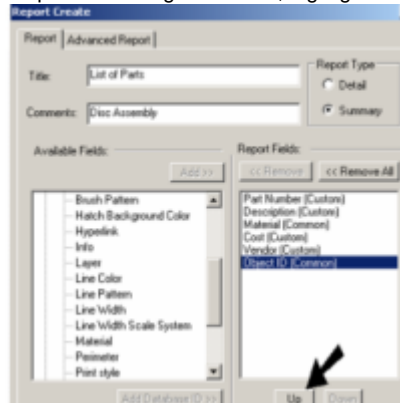 Report Create
Report
Advanced Report
Title:
List of Parts
Comments:
Disc Assembly
Report Type
Detail
Summary
Available Fields:
Add >>
Brush Pattern
Hatch Background Color
Hyperlink
Info
Layer
Line Color
Line Pattern
Line Width
Line Width Scale System
Material
Perimeter
Print style
Add Database ID >>
Report Fields:
<< Remove
<< Remove All
Part Number (Custom)
Description (Custom)
Material (Common)
Cost (Custom)
Vendor (Custom)
Object ID (Common)
Up
Down